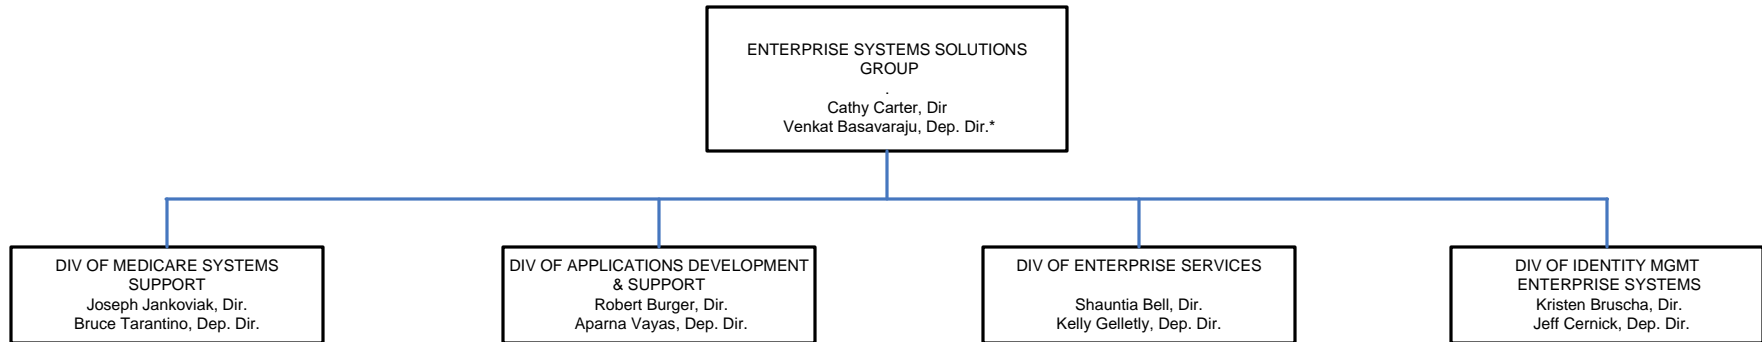 ENTERPRISE SYSTEMS SOLUTIONS
GROUP
.
Cathy Carter, Dir
Venkat Basavaraju, Dep. Dir.*
DIV OF MEDICARE SYSTEMS
SUPPORT
Joseph Jankoviak, Dir.
Bruce Tarantino, Dep. Dir.
DIV OF APPLICATIONS DEVELOPMENT
& SUPPORT
Robert Burger, Dir.
Aparna Vayas, Dep. Dir.
DIV OF ENTERPRISE SERVICES
Shauntia Bell, Dir.
Kelly Gelletly, Dep. Dir.
DIV OF IDENTITY MGMT
ENTERPRISE SYSTEMS
Kristen Bruscha, Dir.
Jeff Cernick, Dep. Dir.